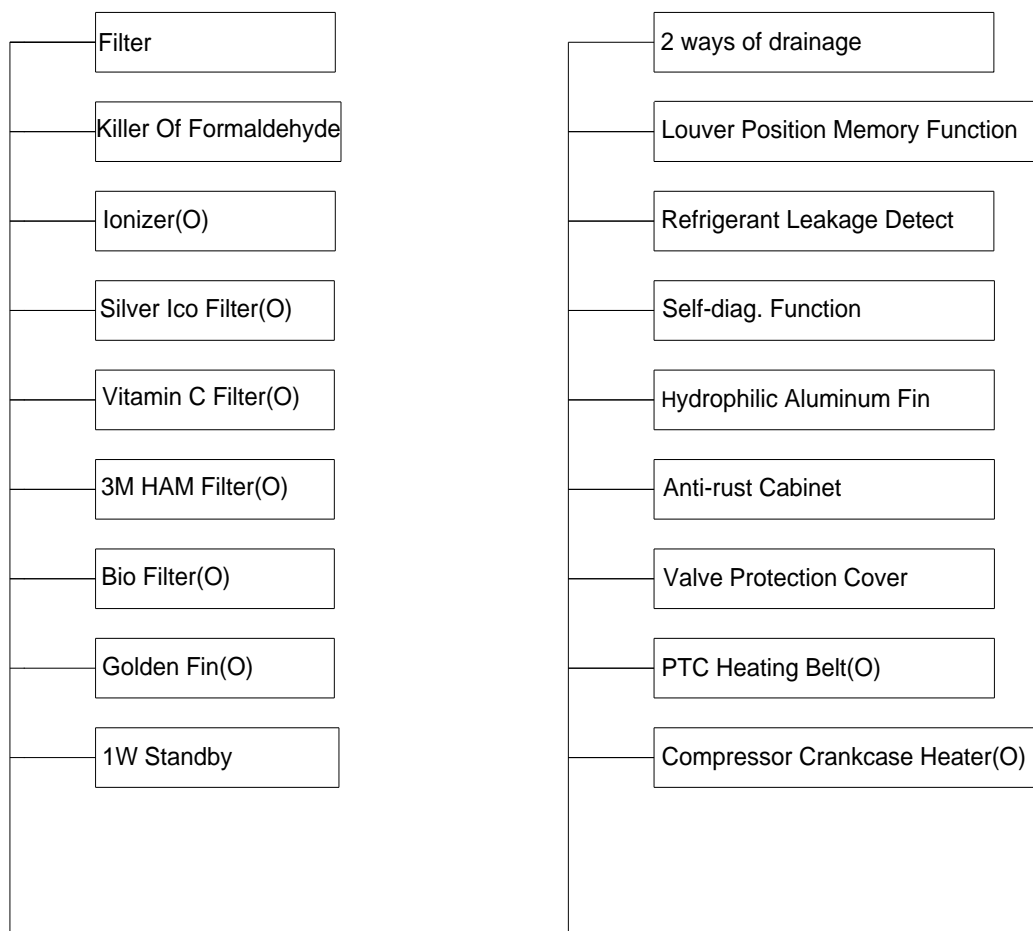 Filter
Killer Of Formaldehyde
Ionizer(O)
Silver Ico Filter(O)
Vitamin C Filter(O)
3M HAM Filter(O)
Bio Filter(O)
Golden Fin(O)
1W Standby
2 ways of drainage
Louver Position Memory Function
Refrigerant Leakage Detect
Self-diag. Function
Hydrophilic Aluminum Fin
Anti-rust Cabinet
Valve Protection Cover
PTC Heating Belt(O)
Compressor Crankcase Heater(O)